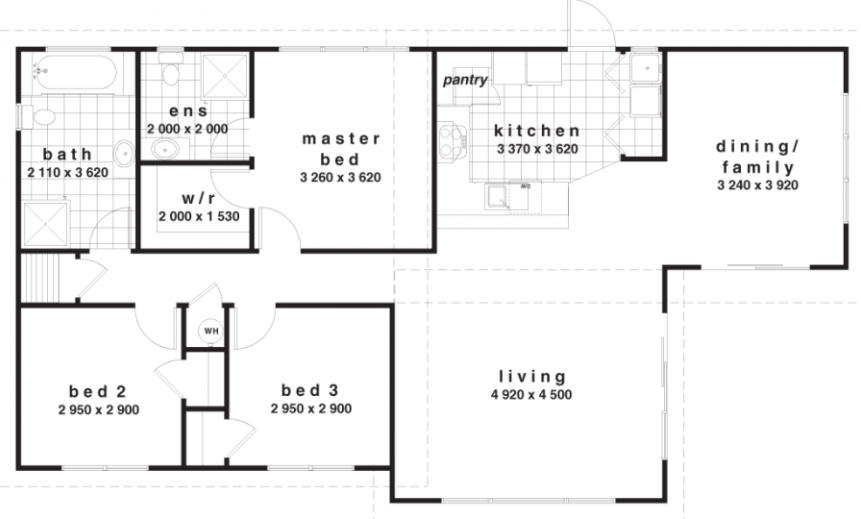 pantry
ens
2 000 x 2 000
bath
2 110 x 3 620
master
bed
3 260 x 3 620
kitchen
3 370 x 3 620
dining/
family
3 240 x 3 920
w/r
2 000 x 1 530
WH
bed 2
2 950 x 2 900
bed 3
2 950 x 2 900
living
4 920 x 4 500